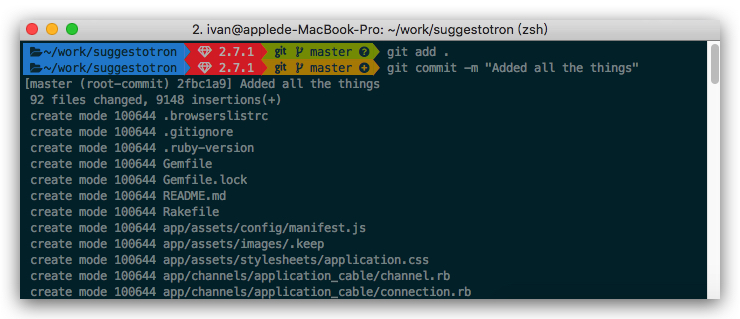 2. ivan@applede-MacBook-Pro: ~/work/suggestotron (zsh)
~/work/suggestotron 2.7.1 git master ? git add .
~/work/suggestotron 2.7.1 git master + git commit -m "Added all the things"
[master (root-commit) 2fbc1a9] Added all the things
92 files changed, 9148 insertions(+)
create mode 100644 .browserslistrc
create mode 100644 .gitignore
create mode 100644 .ruby-version
create mode 100644 Gemfile
create mode 100644 Gemfile.lock
create mode 100644 README.md
create mode 100644 Rakefile
create mode 100644 app/assets/config/manifest.js
create mode 100644 app/assets/images/.keep
create mode 100644 app/assets/stylesheets/application.css
create mode 100644 app/channels/application_cable/channel.rb
create mode 100644 app/channels/application_cable/connection.rb